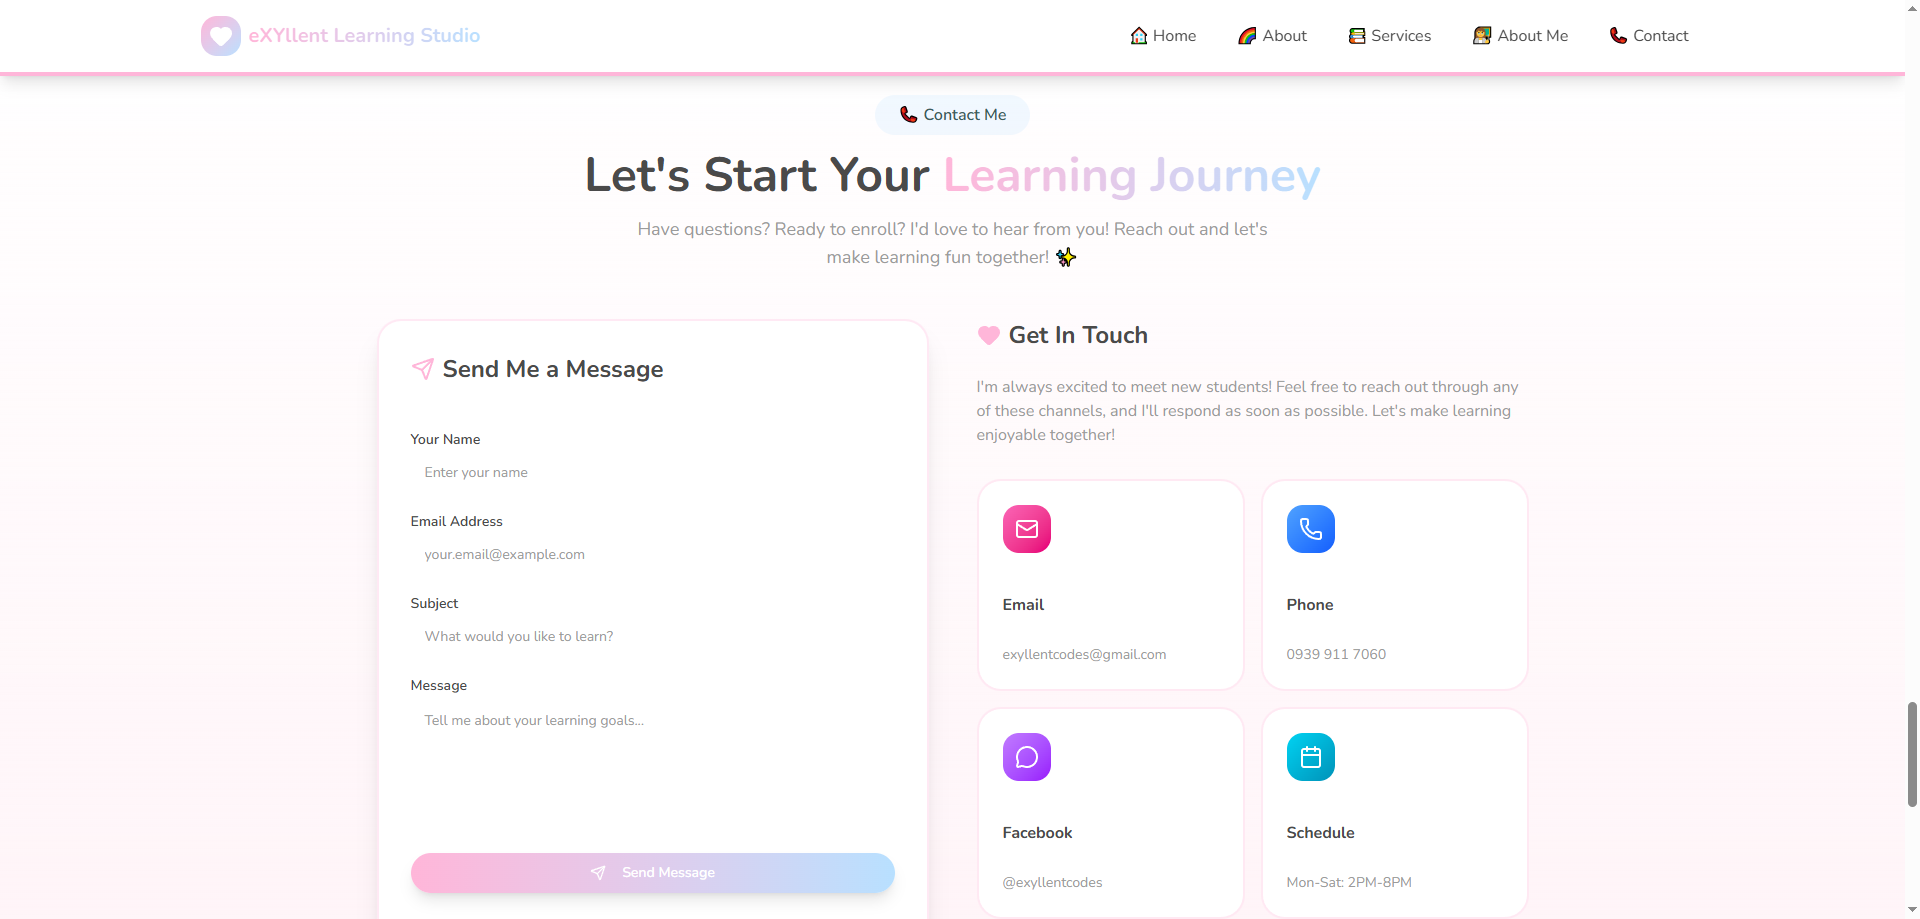 eXYllent Learning Studio
🏠 Home
🌈 About
📚 Services
👩‍🏫 About Me
📞 Contact
📞 Contact Me
Let's Start Your Learning Journey
Have questions? Ready to enroll? I'd love to hear from you! Reach out and let's
make learning fun together! ✨
Send Me a Message
Your Name
Enter your name
Email Address
your.email@example.com
Subject
What would you like to learn?
Message
Tell me about your learning goals...
Send Message
Get In Touch
I'm always excited to meet new students! Feel free to reach out through any
of these channels, and I'll respond as soon as possible. Let's make learning
enjoyable together!
Email
exyllentcodes@gmail.com
Phone
0939 911 7060
Facebook
@exyllentcodes
Schedule
Mon-Sat: 2PM-8PM